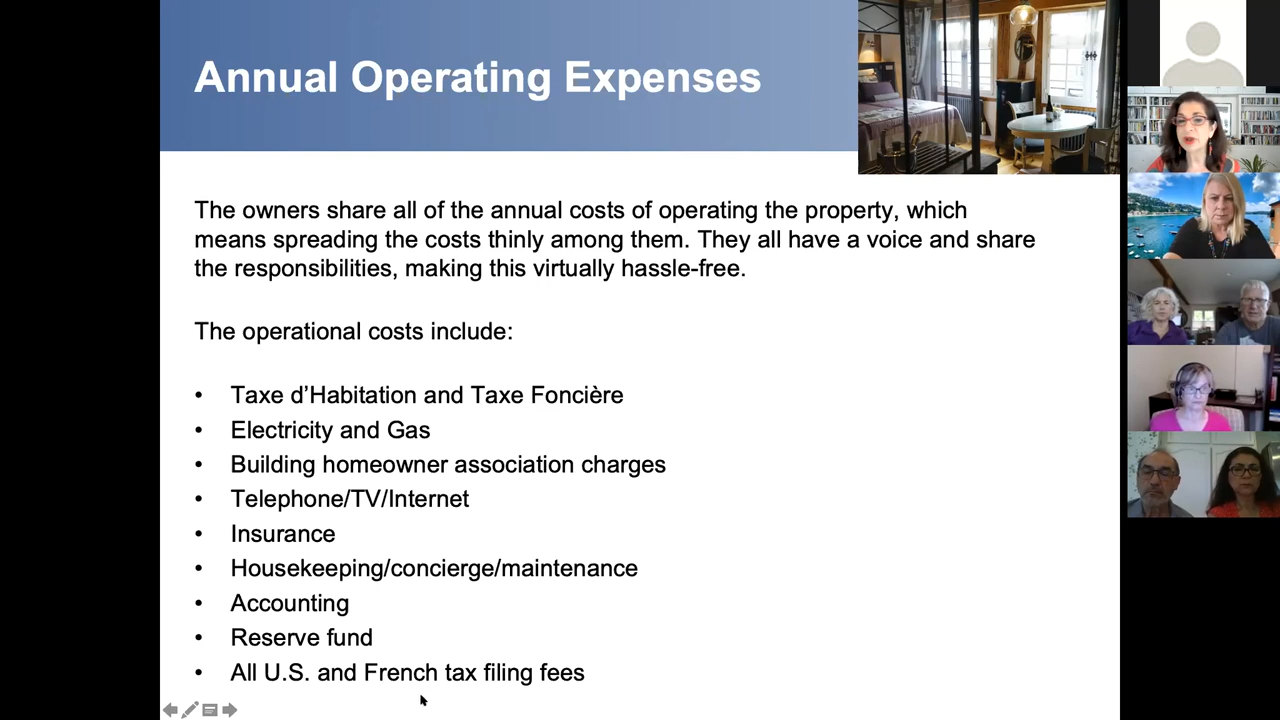 Annual Operating Expenses
The owners share all of the annual costs of operating the property, which
means spreading the costs thinly among them. They all have a voice and share
the responsibilities, making this virtually hassle-free.
The operational costs include:
• Taxe d’Habitation and Taxe Foncière
• Electricity and Gas
• Building homeowner association charges
• Telephone/TV/Internet
• Insurance
• Housekeeping/concierge/maintenance
• Accounting
• Reserve fund
• All U.S. and French tax filing fees